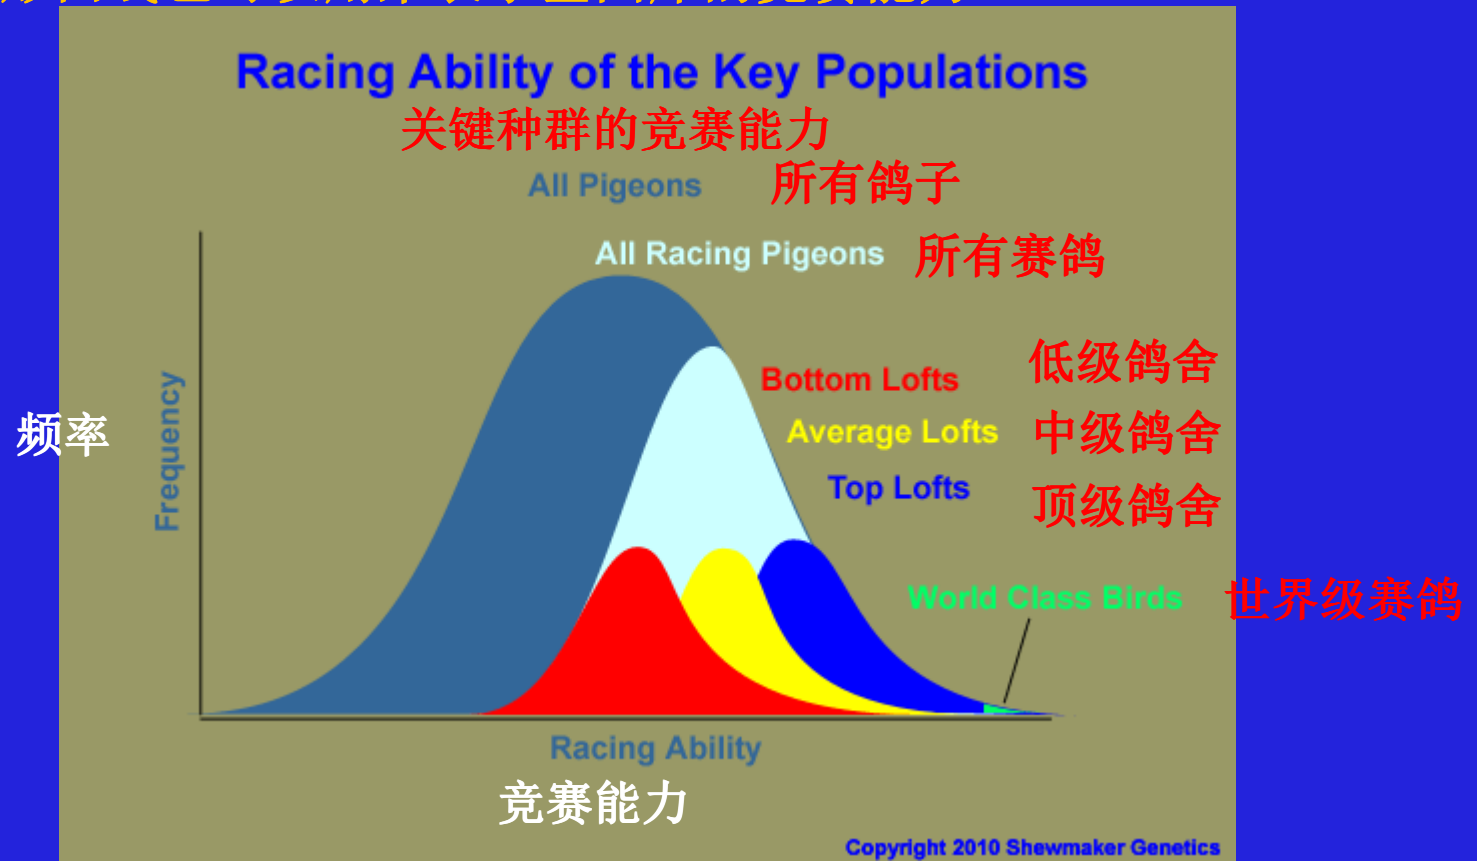 Racing Ability of the Key Populations
关键种群的竞赛能力
All Pigeons 所有鸽子
All Racing Pigeons 所有赛鸽
Bottom Lofts 低级鸽舍
Average Lofts 中级鸽舍
Top Lofts 顶级鸽舍
World Class Birds 世界级赛鸽
频率 Frequency
Racing Ability
竞赛能力
Copyright 2010 Shewmaker Genetics